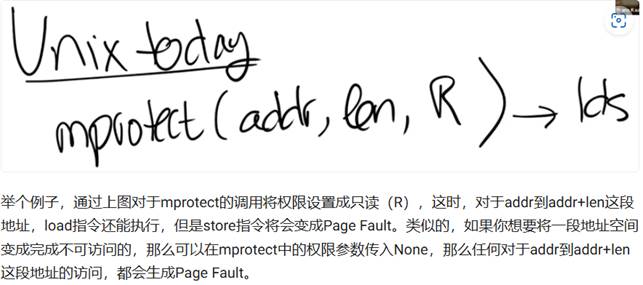 Unix today
mprotect(addr, len, R) → lds
举个例子，通过上图对于mprotect的调用将权限设置成只读（R），这时，对于addr到addr+len这段
地址，load指令还能执行，但是store指令将会变成Page Fault。类似的，如果你想要将一段地址空间
变成完成不可访问的，那么可以在mprotect中的权限参数传入None，那么任何对于addr到addr+len
这段地址的访问，都会生成Page Fault。